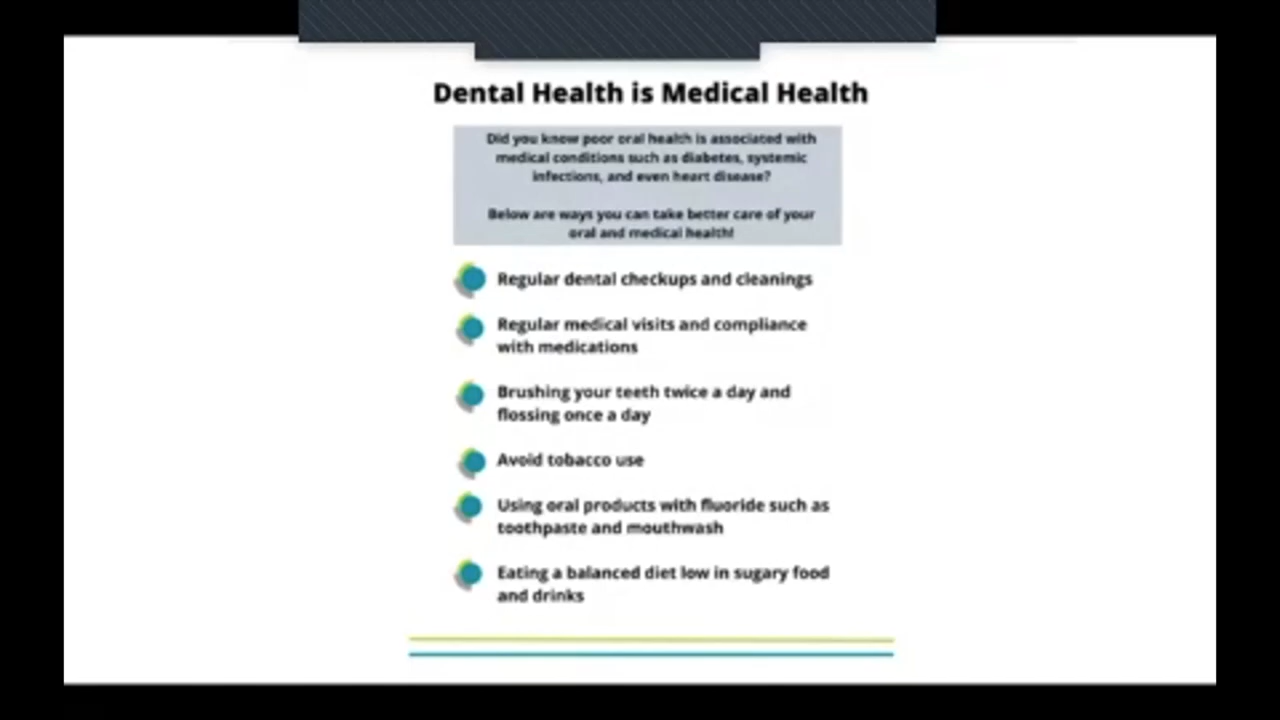 Dental Health is Medical Health
Did you know poor oral health is associated with
medical conditions such as diabetes, systemic
infections, and even heart disease?
Below are ways you can take better care of your
oral and medical health!
Regular dental checkups and cleanings
Regular medical visits and compliance
with medications
Brushing your teeth twice a day and
flossing once a day
Avoid tobacco use
Using oral products with fluoride such as
toothpaste and mouthwash
Eating a balanced diet low in sugary food
and drinks